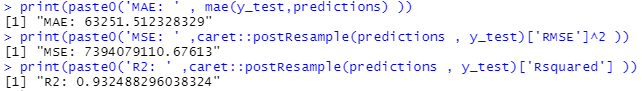 > print(paste0('MAE: ' , mae(y_test,predictions) ))
[1] "MAE: 63251.512328329"
> print(paste0('MSE: ' ,caret::postResample(predictions , y_test)['RMSE']^2 ))
[1] "MSE: 7394079110.67613"
> print(paste0('R2: ' ,caret::postResample(predictions , y_test)['Rsquared'] ))
[1] "R2: 0.932488296038324"